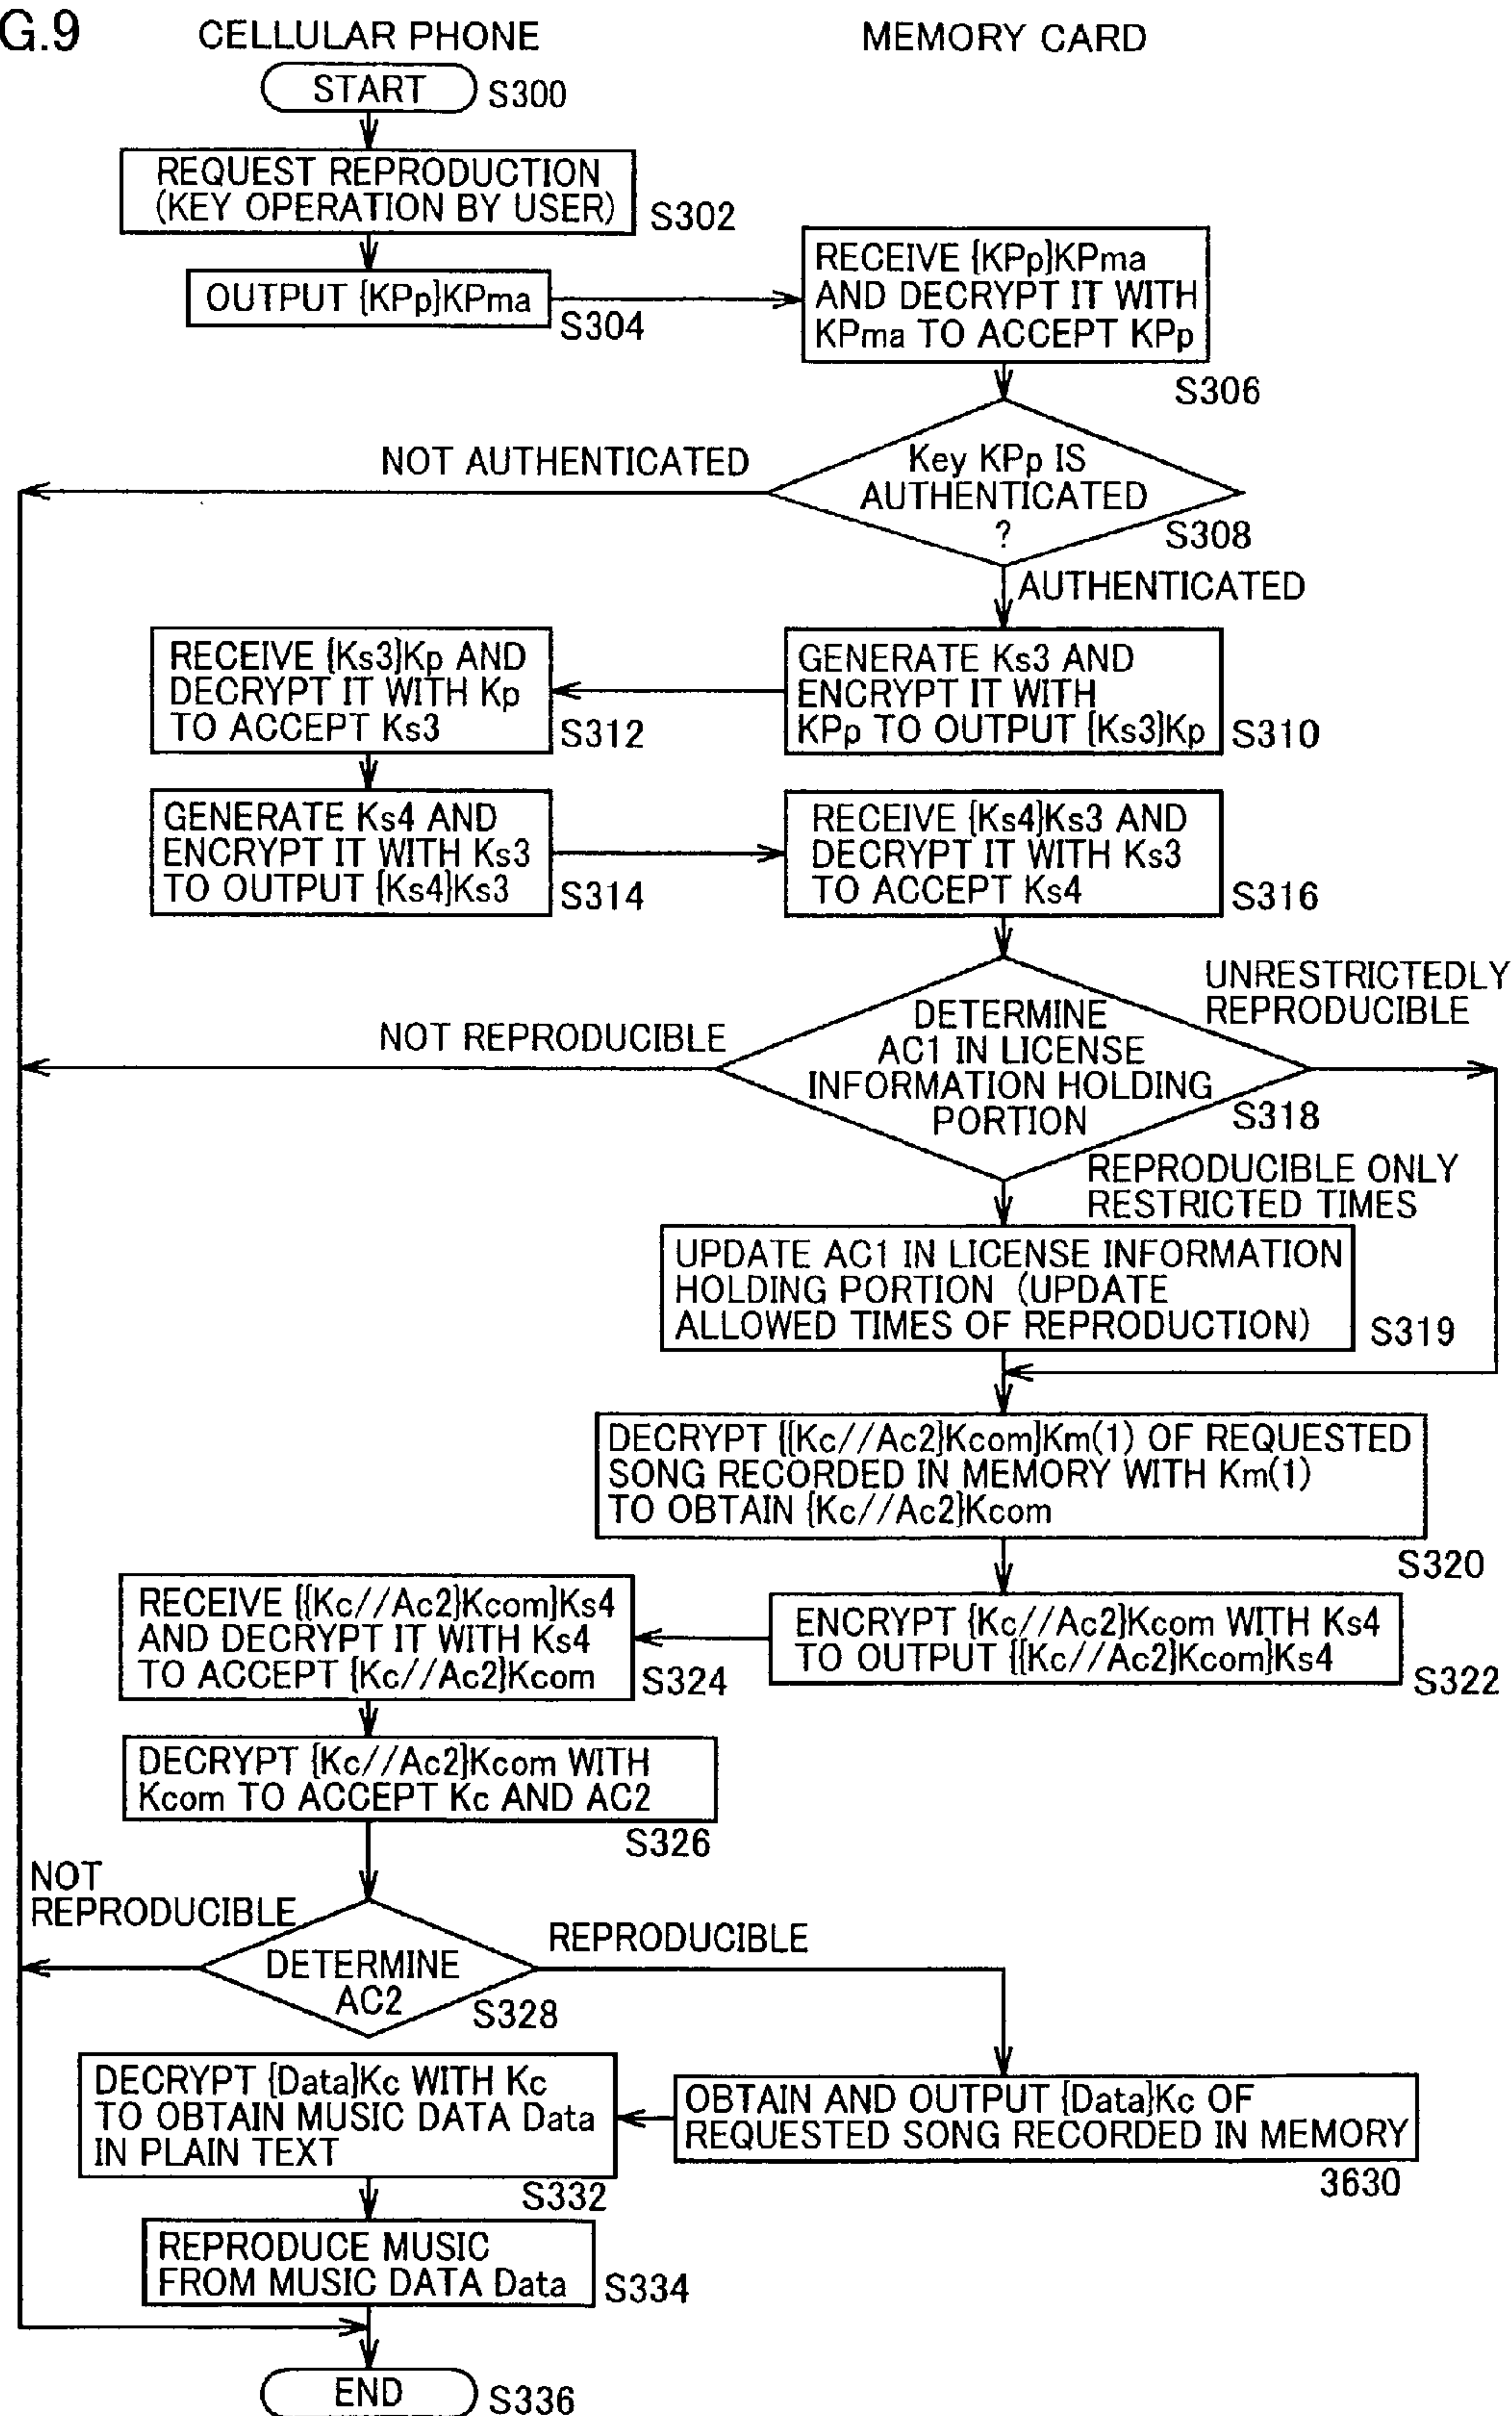 G.9
CELLULAR PHONE
MEMORY CARD
START
S300
REQUEST REPRODUCTION
(KEY OPERATION BY USER)
S302
OUTPUT {KPp}KPma
S304
RECEIVE {KPp}KPma
AND DECRYPT IT WITH
KPma TO ACCEPT KPp
S306
NOT AUTHENTICATED
Key KPp IS
AUTHENTICATED
?
S308
AUTHENTICATED
GENERATE Ks3 AND
ENCRYPT IT WITH
KPp TO OUTPUT {Ks3}Kp
S310
RECEIVE {Ks3}Kp AND
DECRYPT IT WITH Kp
TO ACCEPT Ks3
S312
GENERATE Ks4 AND
ENCRYPT IT WITH Ks3
TO OUTPUT {Ks4}Ks3
S314
RECEIVE {Ks4}Ks3 AND
DECRYPT IT WITH Ks3
TO ACCEPT Ks4
S316
NOT REPRODUCIBLE
DETERMINE
AC1 IN LICENSE
INFORMATION HOLDING
PORTION
S318
UNRESTRICTEDLY
REPRODUCIBLE
REPRODUCIBLE ONLY
RESTRICTED TIMES
UPDATE AC1 IN LICENSE INFORMATION
HOLDING PORTION (UPDATE
ALLOWED TIMES OF REPRODUCTION)
S319
DECRYPT {{Kc//Ac2}Kcom}Km(1) OF REQUESTED
SONG RECORDED IN MEMORY WITH Km(1)
TO OBTAIN {Kc//Ac2}Kcom
S320
ENCRYPT {Kc//Ac2}Kcom WITH Ks4
TO OUTPUT {{Kc//Ac2}Kcom}Ks4
S322
RECEIVE {{Kc//Ac2}Kcom}Ks4
AND DECRYPT IT WITH Ks4
TO ACCEPT {Kc//Ac2}Kcom
S324
DECRYPT {Kc//Ac2}Kcom WITH
Kcom TO ACCEPT Kc AND AC2
S326
NOT
REPRODUCIBLE
DETERMINE
AC2
S328
REPRODUCIBLE
OBTAIN AND OUTPUT {Data}Kc OF
REQUESTED SONG RECORDED IN MEMORY
3630
DECRYPT {Data}Kc WITH Kc
TO OBTAIN MUSIC DATA Data
IN PLAIN TEXT
S332
REPRODUCE MUSIC
FROM MUSIC DATA Data
S334
END
S336